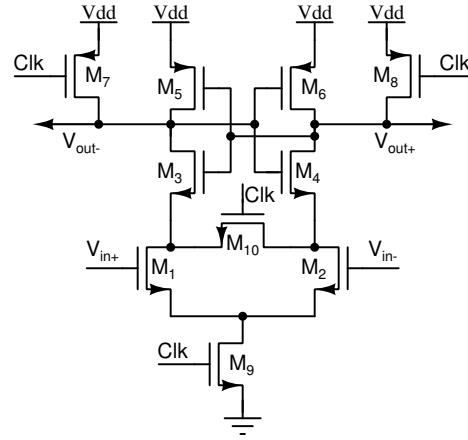 Vdd Vdd Vdd Vdd
Clk M7 M5 M6 M8 Clk
Vout- Vout+
M3 M4
Clk
Vin+ M1 M10 M2 Vin-
Clk M9